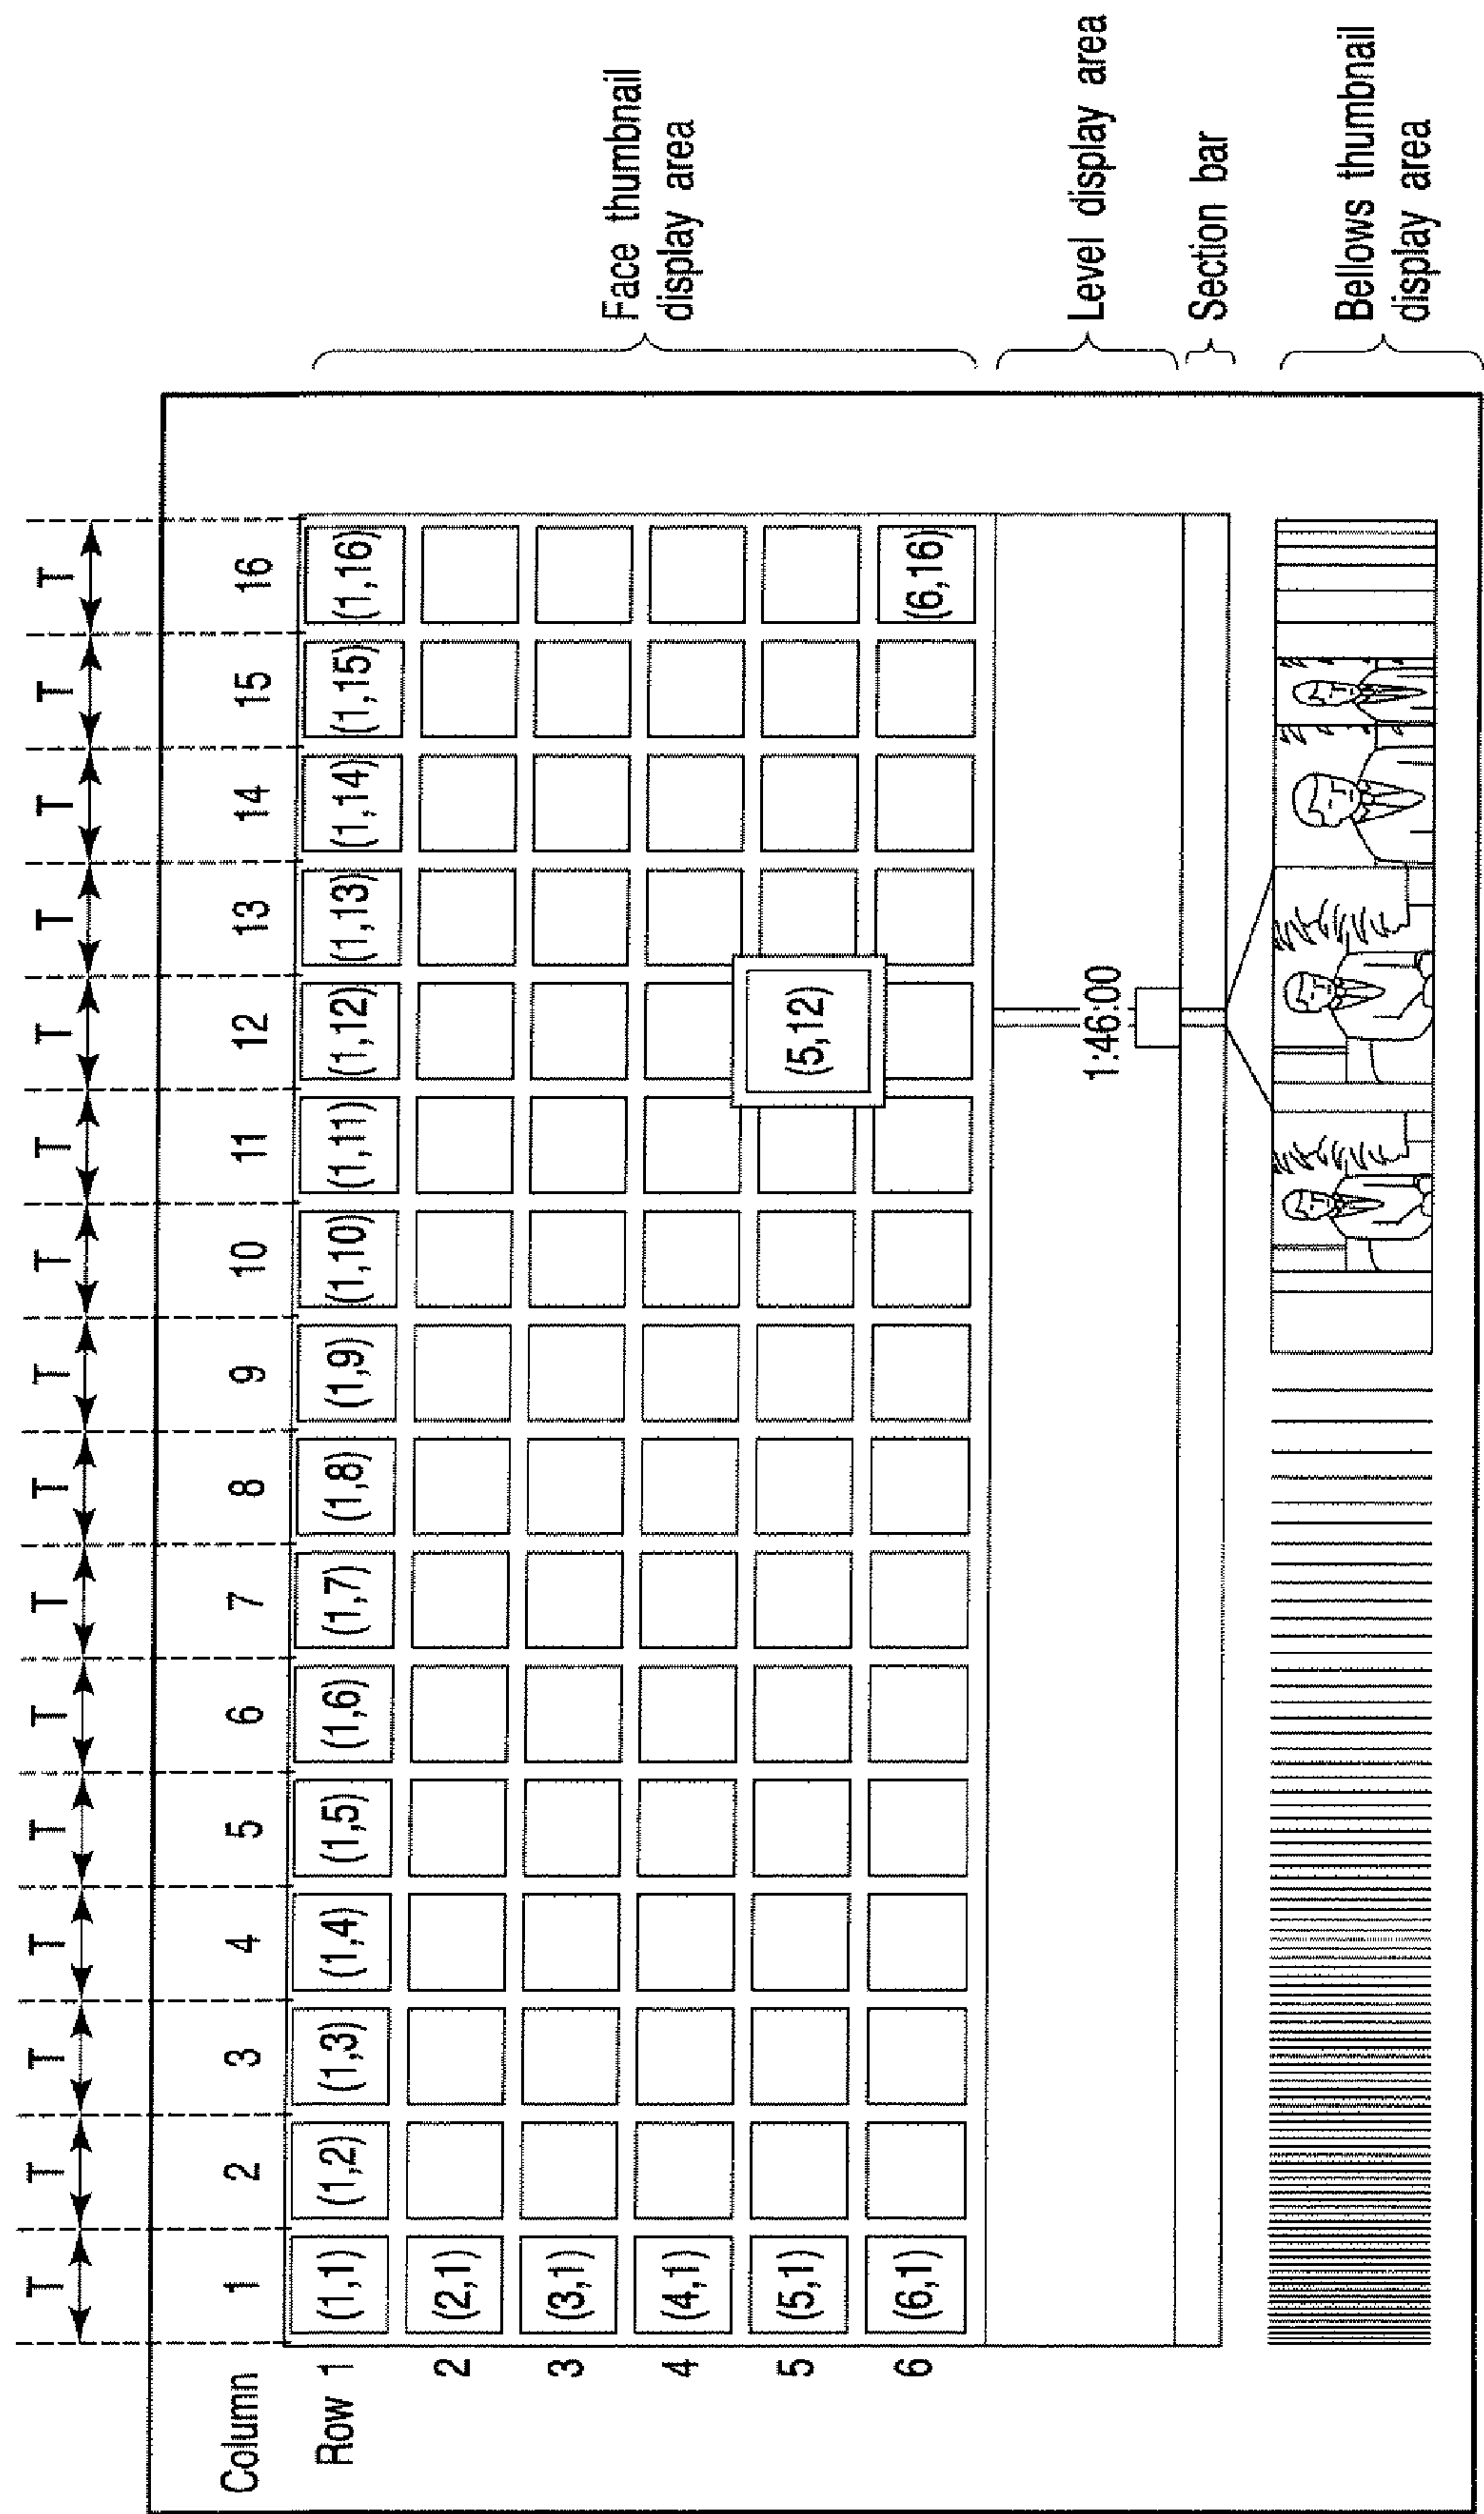 T T T T T T T T T T T T T T T T
Column 1 2 3 4 5 6 7 8 9 10 11 12 13 14 15 16
Row 1 (1,1) (1,2) (1,3) (1,4) (1,5) (1,6) (1,7) (1,8) (1,9) (1,10) (1,11) (1,12) (1,13) (1,14) (1,15) (1,16)
2 (2,1)
3 (3,1)
4 (4,1)
5 (5,1) (5,12)
6 (6,1) (6,16)
Face thumbnail
display area
1:46:00
Level display area
Section bar
Bellows thumbnail
display area